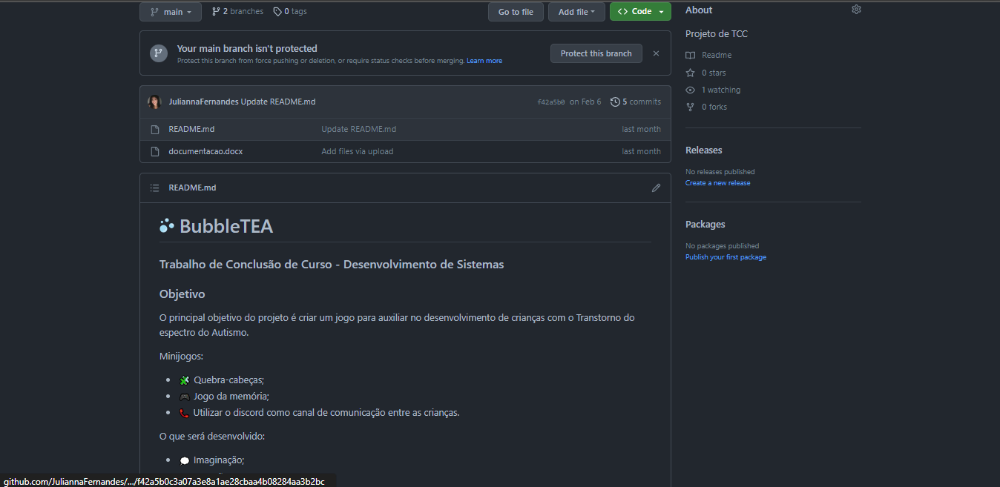 main
2 branches
0 tags
Go to file
Add file
Code
Your main branch isn't protected
Protect this branch from force pushing or deletion, or require status checks before merging. Learn more
Protect this branch
JuliannaFernandes Update README.md
f42a5b0 on Feb 6
5 commits
README.md
Update README.md
last month
documentacao.docx
Add files via upload
last month
README.md
BubbleTEA
Trabalho de Conclusão de Curso - Desenvolvimento de Sistemas
Objetivo
O principal objetivo do projeto é criar um jogo para auxiliar no desenvolvimento de crianças com o Transtorno do
espectro do Autismo.
Minijogos:
Quebra-cabeças;
Jogo da memória;
Utilizar o discord como canal de comunicação entre as crianças.
O que será desenvolvido:
Imaginação;
About
Projeto de TCC
Readme
0 stars
1 watching
0 forks
Releases
No releases published
Create a new release
Packages
No packages published
Publish your first package
github.com/JuliannaFernandes/.../f42a5b0c3a07a3e8a1ae28cbaa4b08284aa3b2bc